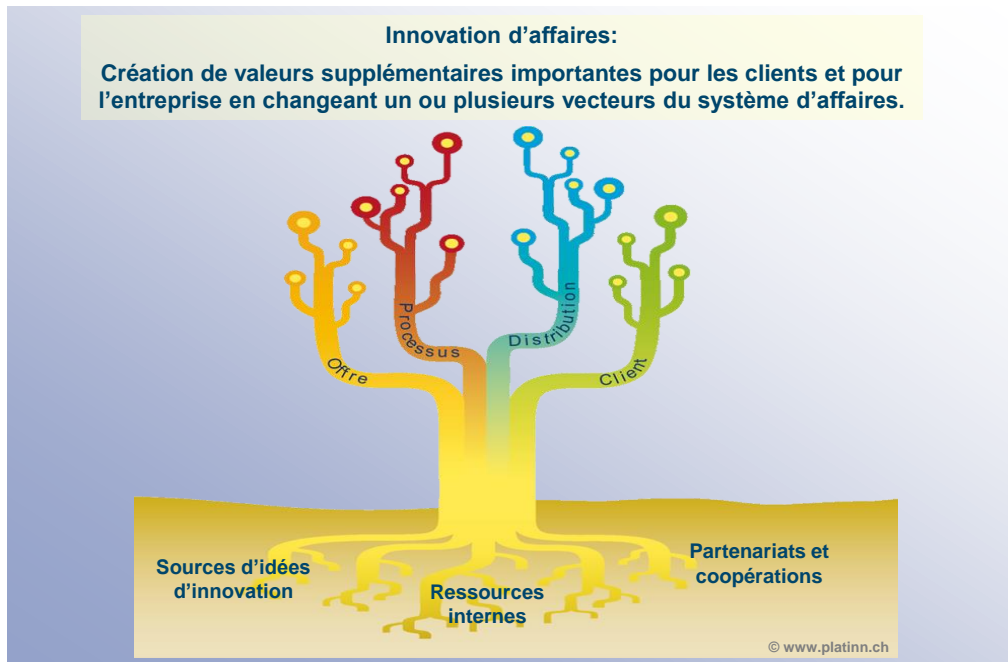 Innovation d’affaires:
Création de valeurs supplémentaires importantes pour les clients et pour
l’entreprise en changeant un ou plusieurs vecteurs du système d’affaires.
Offre
Processus
Distribution
Client
Sources d’idées
d’innovation
Ressources
internes
Partenariats et
coopérations
© www.platinn.ch